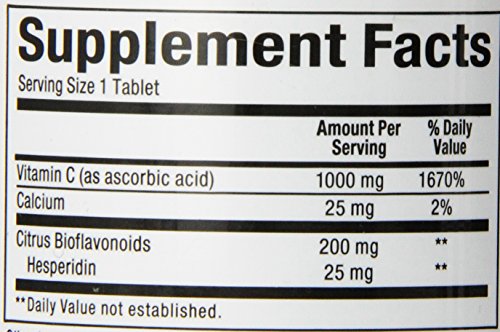 Supplement Facts
Serving Size 1 Tablet
Amount Per Serving % Daily Value
Vitamin C (as ascorbic acid) 1000 mg 1670%
Calcium 25 mg 2%
Citrus Bioflavonoids 200 mg **
Hesperidin 25 mg **
**Daily Value not established.